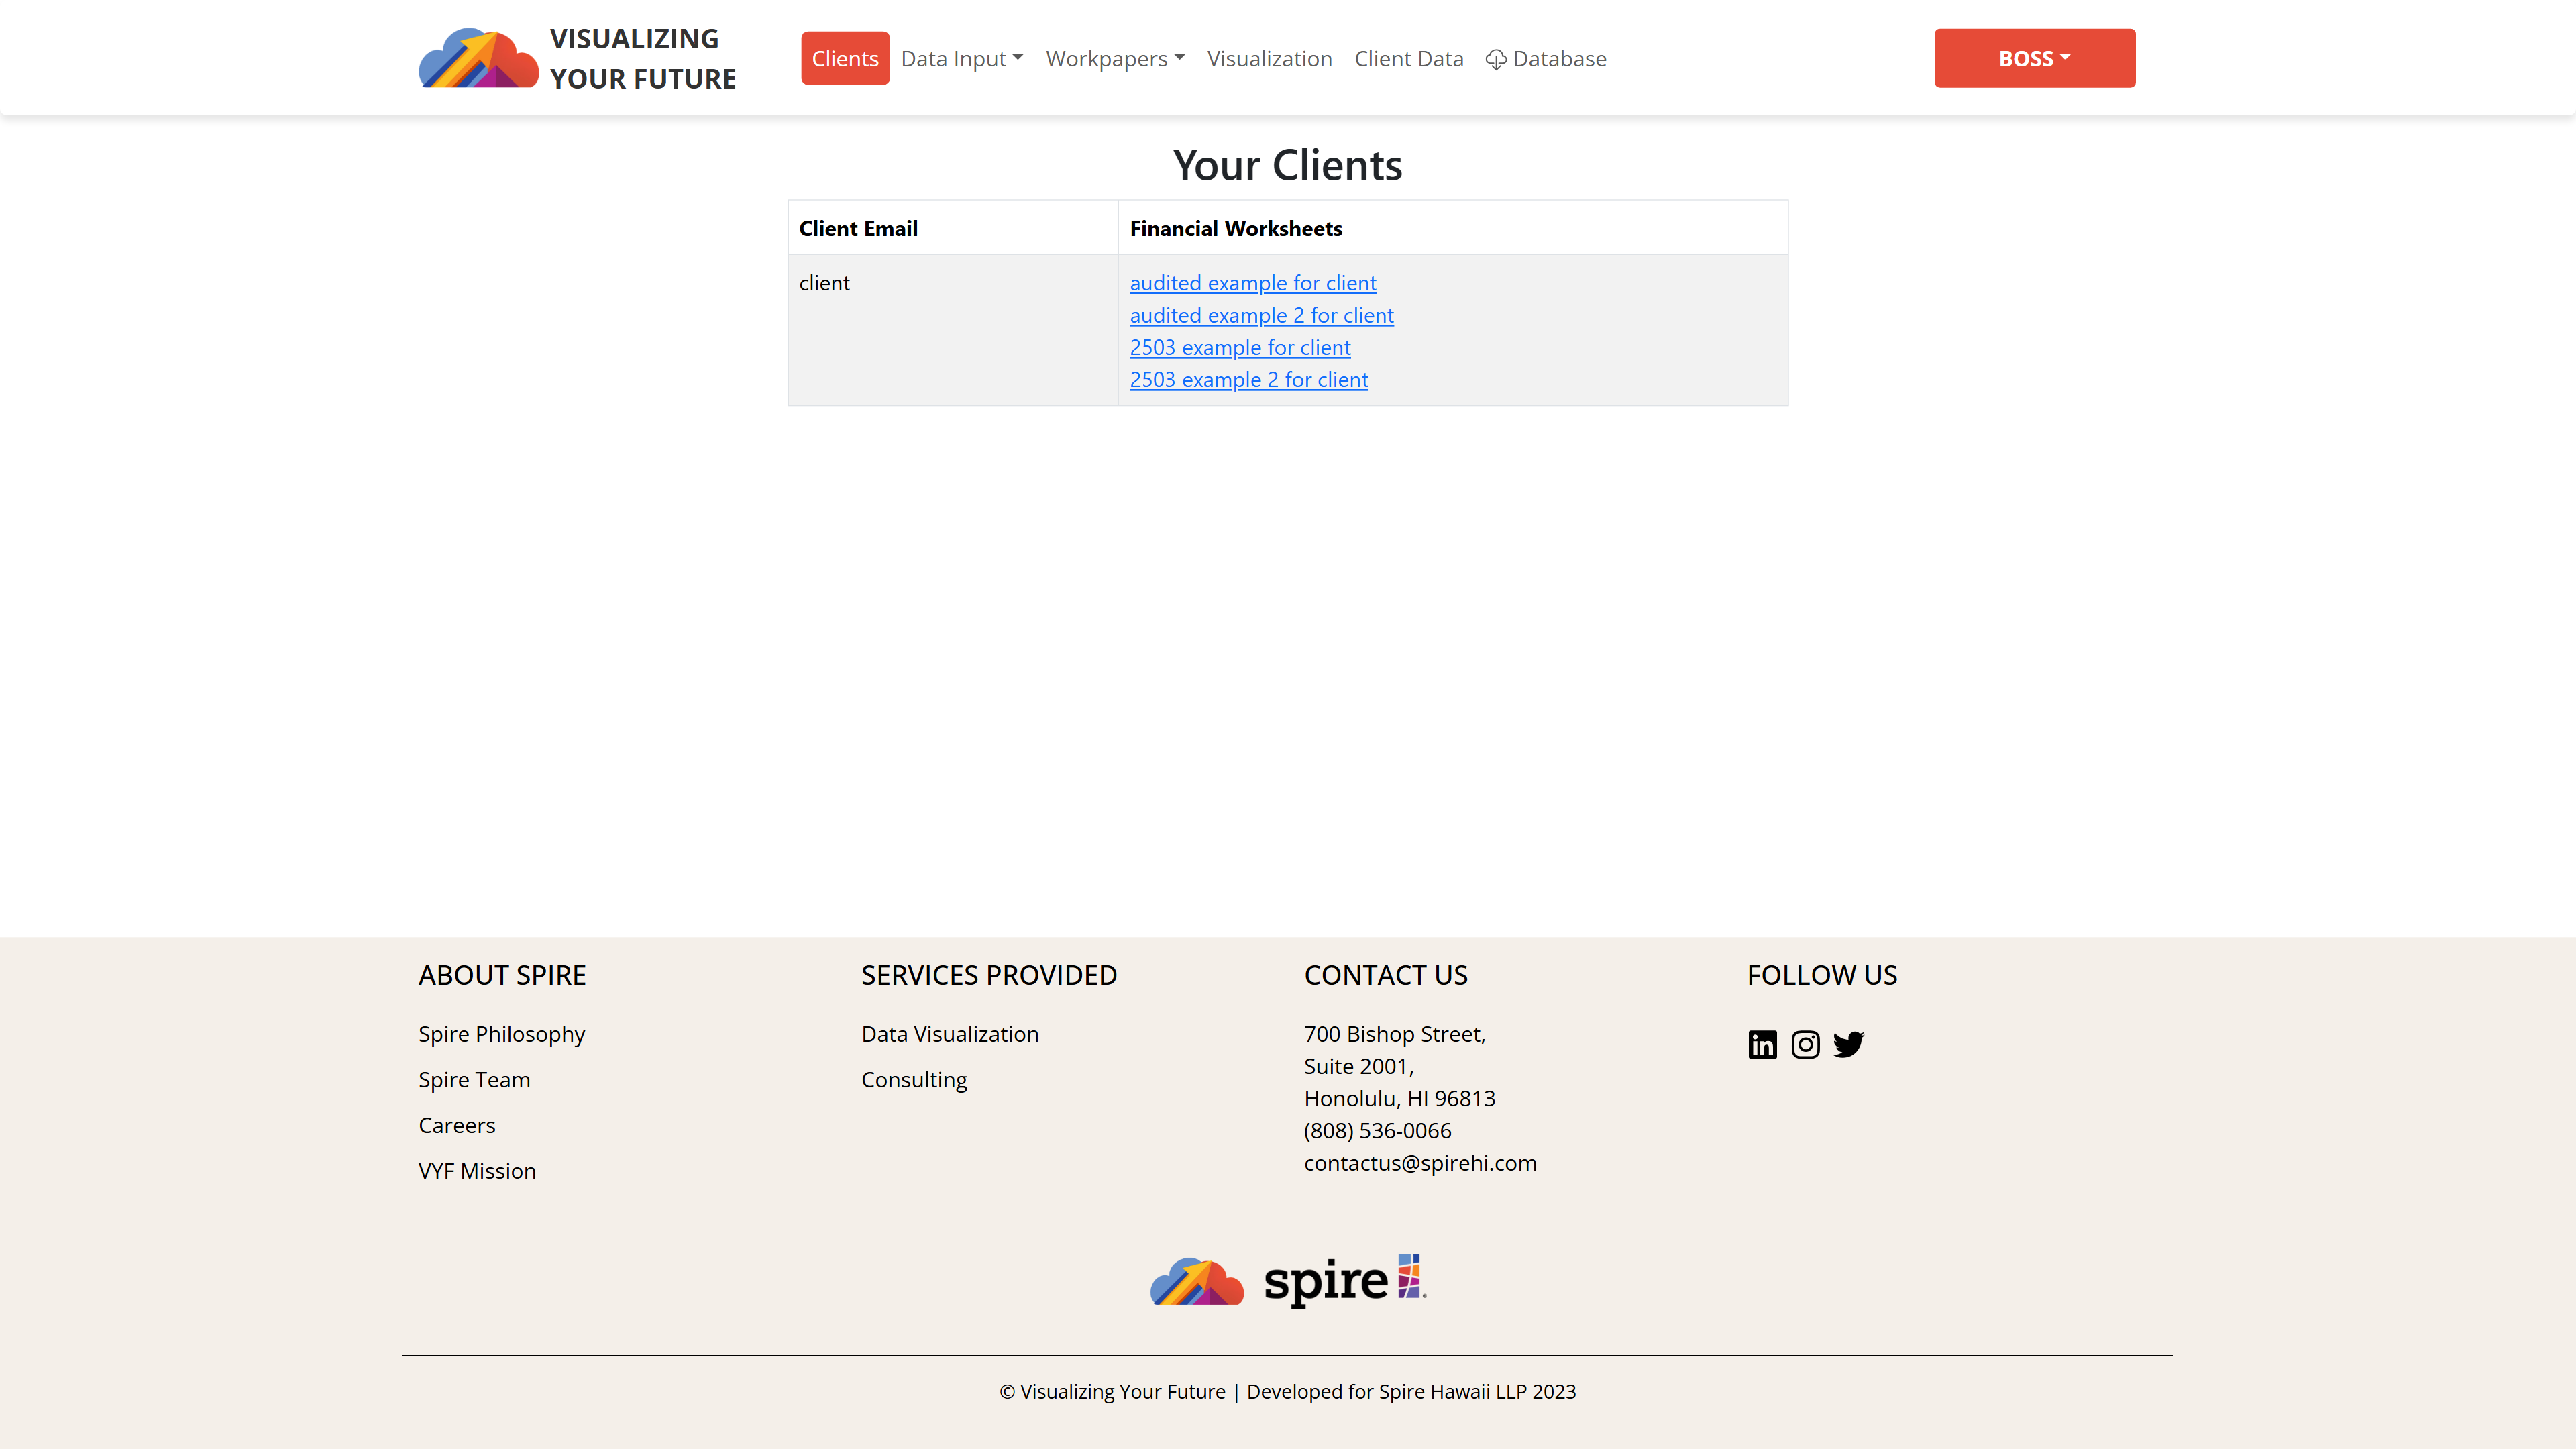 VISUALIZING
YOUR FUTURE
Clients
Data Input
Workpapers
Visualization
Client Data
Database
BOSS
Your Clients
Client Email
Financial Worksheets
client
audited example for client
audited example 2 for client
2503 example for client
2503 example 2 for client
ABOUT SPIRE
Spire Philosophy
Spire Team
Careers
VYF Mission
SERVICES PROVIDED
Data Visualization
Consulting
CONTACT US
700 Bishop Street,
Suite 2001,
Honolulu, HI 96813
(808) 536-0066
contactus@spirehi.com
FOLLOW US
in
spire
© Visualizing Your Future | Developed for Spire Hawaii LLP 2023